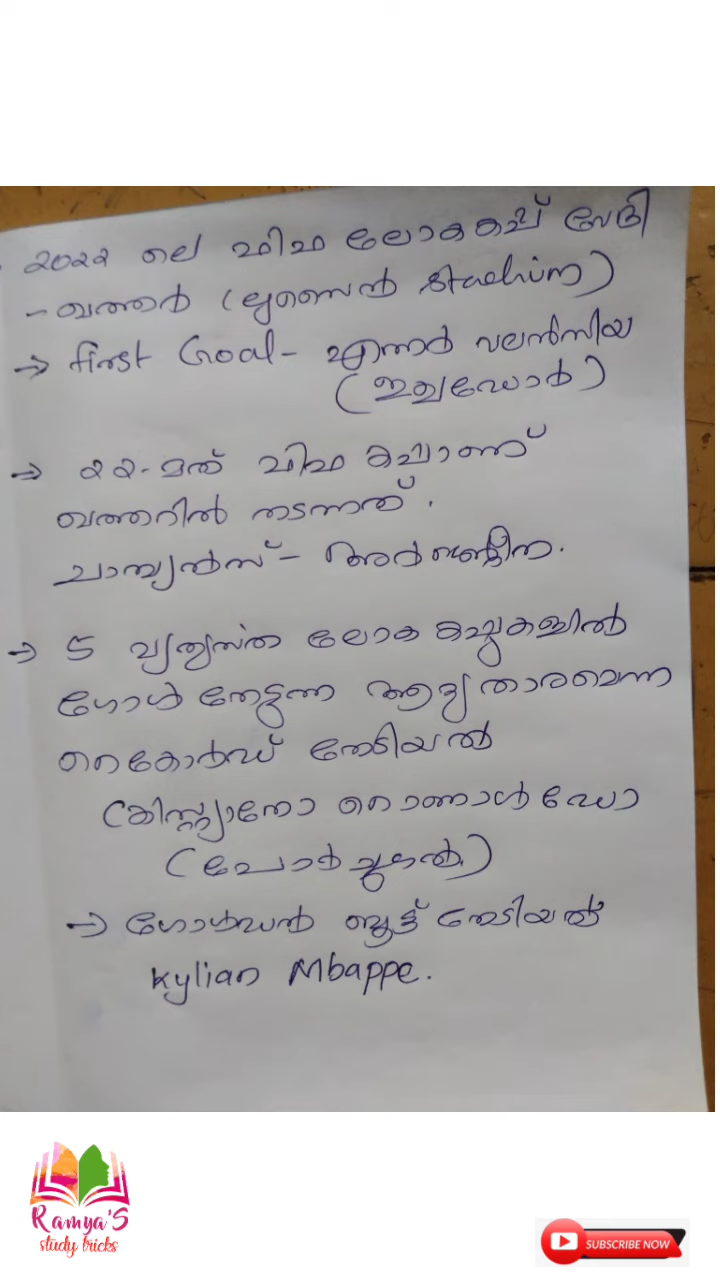 2022 ലെ ഫിഫ ലോകകപ്പ് വേദി
- ഖത്തർ (ലൂസൈൽ stadium)
→ first Goal - എന്നർ വലൻസിയ
(ഇക്വഡോർ)
→ 22-മത് ഫിഫ കപ്പാണ്
ഖത്തറിൽ നടന്നത്.
ചാമ്പ്യൻസ് - അർജന്റീന.
→ 5 വ്യത്യസ്ത ലോക കപ്പുകളിൽ
ഗോൾ നേടുന്ന ആദ്യ താരമെന്ന
റെക്കോർഡ് നേടിയത്
ക്രിസ്റ്റ്യാനോ റൊണാൾഡോ
(പോർച്ചുഗൽ)
→ ഗോൾഡൻ ബൂട്ട് നേടിയത്
Kylian Mbappe.
Ramya'S
study tricks
SUBSCRIBE NOW